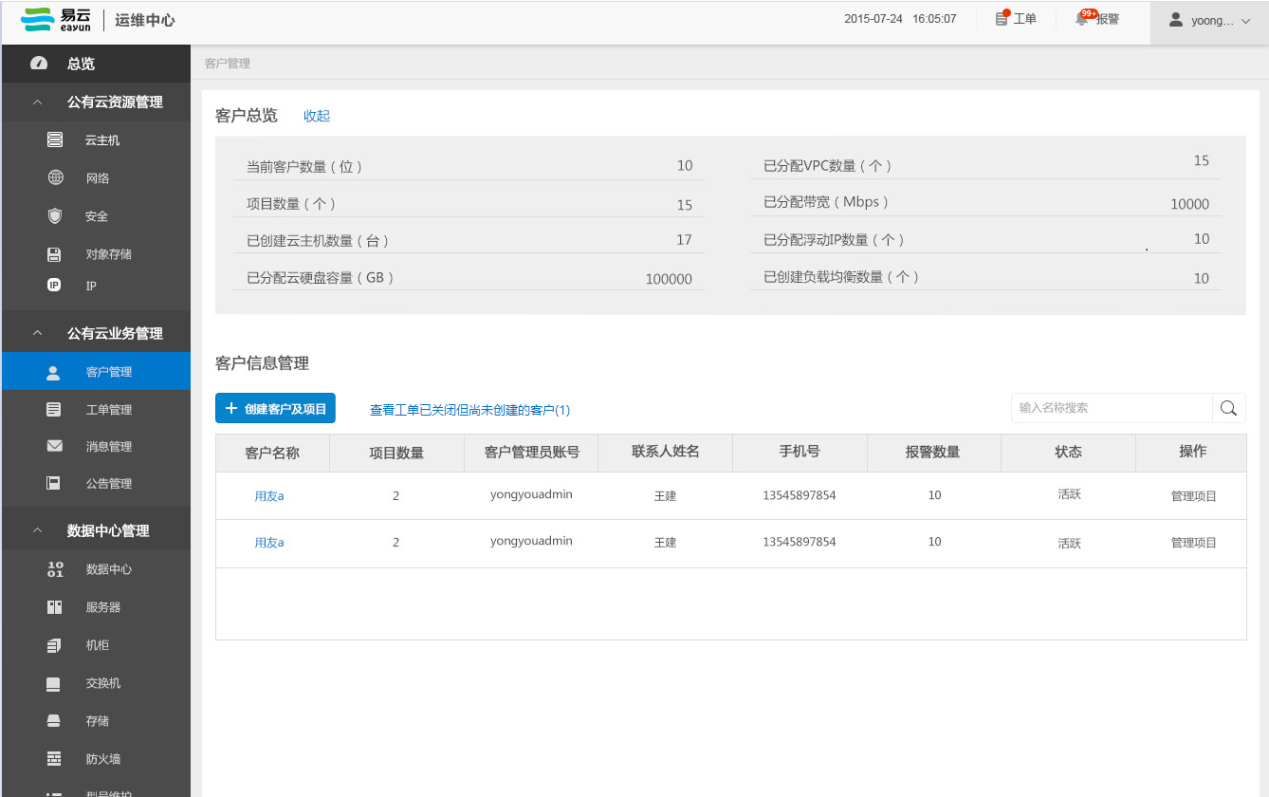 易云
eayun
运维中心
2015-07-24 16:05:07
工单
99+
报警
yoong...
总览
公有云资源管理
云主机
网络
安全
对象存储
IP
IP
公有云业务管理
客户管理
工单管理
消息管理
公告管理
数据中心管理
1001
数据中心
服务器
机柜
交换机
存储
防火墙
型号维护
客户管理
客户总览 收起
当前客户数量（位） 10
已分配VPC数量（个） 15
项目数量（个） 15
已分配带宽（Mbps） 10000
已创建云主机数量（台） 17
已分配浮动IP数量（个） 10
已分配云硬盘容量（GB） 100000
已创建负载均衡数量（个） 10
客户信息管理
+ 创建客户及项目 查看工单已关闭但尚未创建的客户(1) 输入名称搜索
客户名称 项目数量 客户管理员账号 联系人姓名 手机号 报警数量 状态 操作
用友a 2 yongyouadmin 王建 13545897854 10 活跃 管理项目
用友a 2 yongyouadmin 王建 13545897854 10 活跃 管理项目